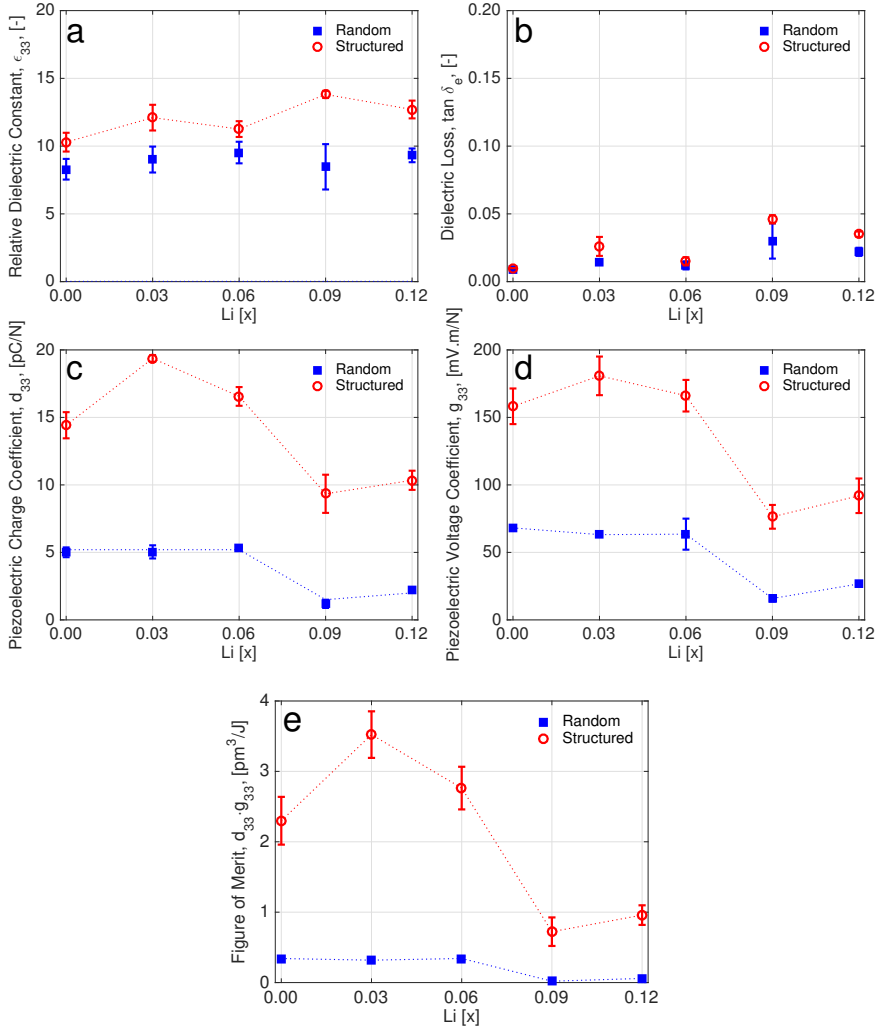 a
Random
Structured
Relative Dielectric Constant, ϵ33, [-]
20
15
10
5
0
0.00 0.03 0.06 0.09 0.12
Li [x]
b
Random
Structured
Dielectric Loss, tan δe, [-]
0.20
0.15
0.10
0.05
0.00
0.00 0.03 0.06 0.09 0.12
Li [x]
c
Random
Structured
Piezoelectric Charge Coefficient, d33, [pC/N]
20
15
10
5
0
0.00 0.03 0.06 0.09 0.12
Li [x]
d
Random
Structured
Piezoelectric Voltage Coefficient, g33, [mV.m/N]
200
150
100
50
0
0.00 0.03 0.06 0.09 0.12
Li [x]
e
Random
Structured
Figure of Merit, d33·g33, [pm3/J]
4
3
2
1
0
0.00 0.03 0.06 0.09 0.12
Li [x]